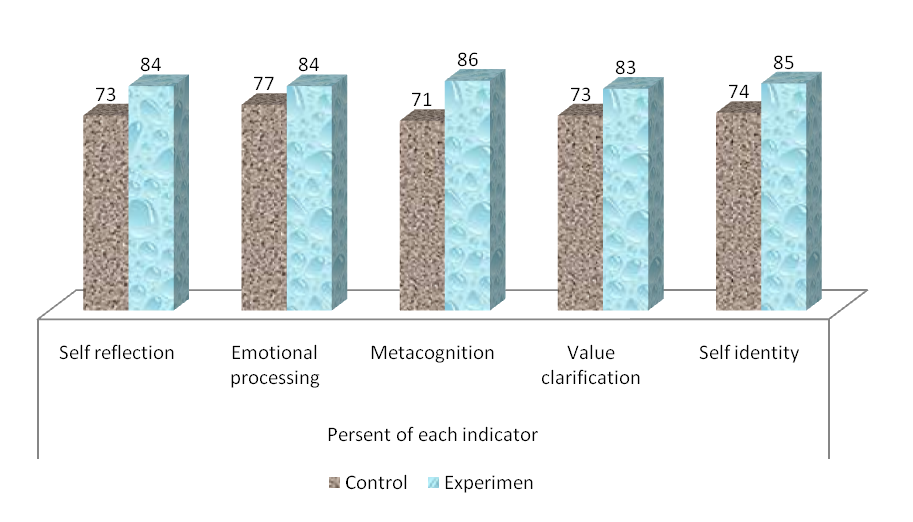 73 84 77 84 71 86 73 83 74 85
Self reflection Emotional processing Metacognition Value clarification Self identity
Persent of each indicator
Control Experimen